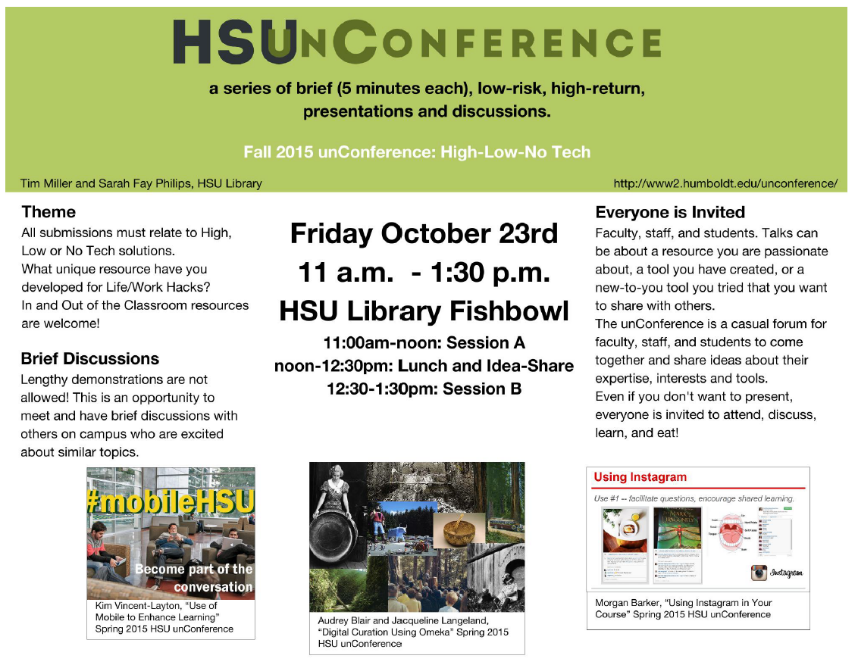 HSUnConference
a series of brief (5 minutes each), low-risk, high-return,
presentations and discussions.
Fall 2015 unConference: High-Low-No Tech
Tim Miller and Sarah Fay Philips, HSU Library
http://www2.humboldt.edu/unconference/
Theme
All submissions must relate to High,
Low or No Tech solutions.
What unique resource have you
developed for Life/Work Hacks?
In and Out of the Classroom resources
are welcome!
Brief Discussions
Lengthy demonstrations are not
allowed! This is an opportunity to
meet and have brief discussions with
others on campus who are excited
about similar topics.
#mobileHSU
Become part of the
conversation
Kim Vincent-Layton, "Use of
Mobile to Enhance Learning"
Spring 2015 HSU unConference
Friday October 23rd
11 a.m. - 1:30 p.m.
HSU Library Fishbowl
11:00am-noon: Session A
noon-12:30pm: Lunch and Idea-Share
12:30-1:30pm: Session B
Audrey Blair and Jacqueline Langeland,
"Digital Curation Using Omeka" Spring 2015
HSU unConference
Everyone is Invited
Faculty, staff, and students. Talks can
be about a resource you are passionate
about, a tool you have created, or a
new-to-you tool you tried that you want
to share with others.
The unConference is a casual forum for
faculty, staff, and students to come
together and share ideas about their
expertise, interests and tools.
Even if you don't want to present,
everyone is invited to attend, discuss,
learn, and eat!
Using Instagram
Use #1 -- facilitate questions, encourage shared learning.
Instagram
Morgan Barker, "Using Instagram in Your
Course" Spring 2015 HSU unConference